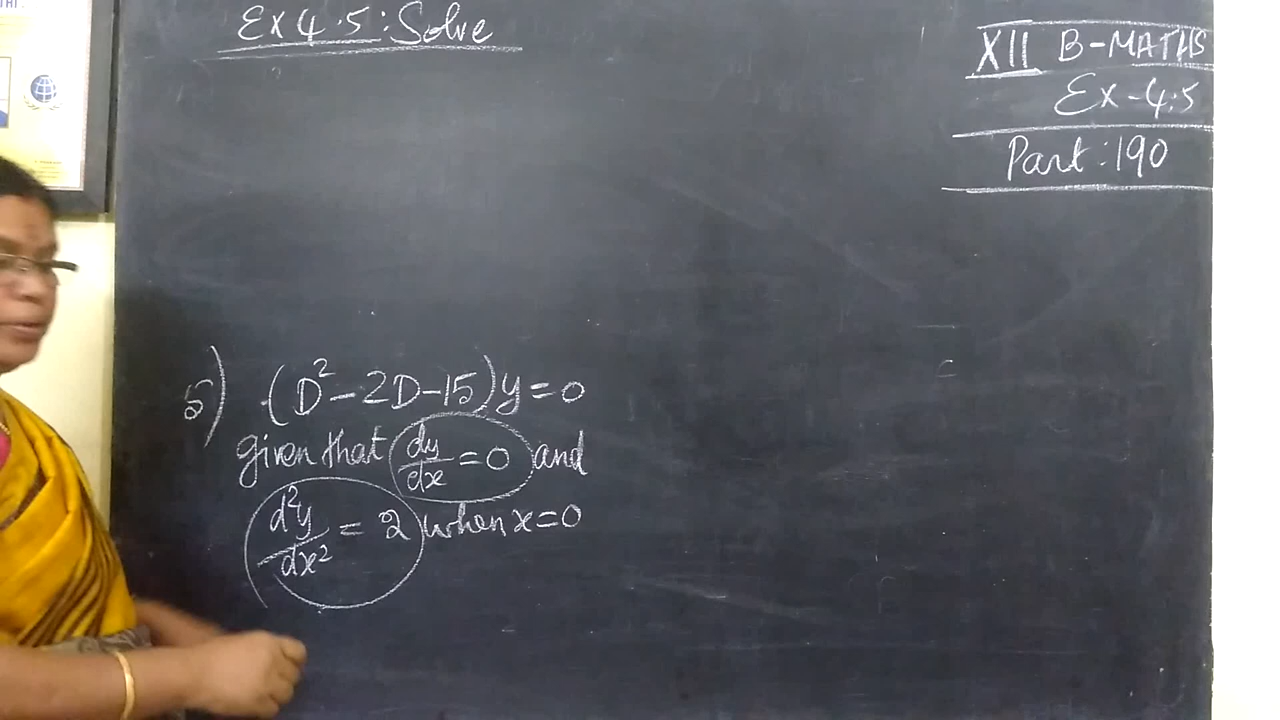 Ex 4.5 : Solve
XII B-MATHS
Ex-4.5
Part : 190
5) (D² - 2D - 15)y = 0
given that dy/dx = 0 and
d²y/dx² = 2 when x = 0